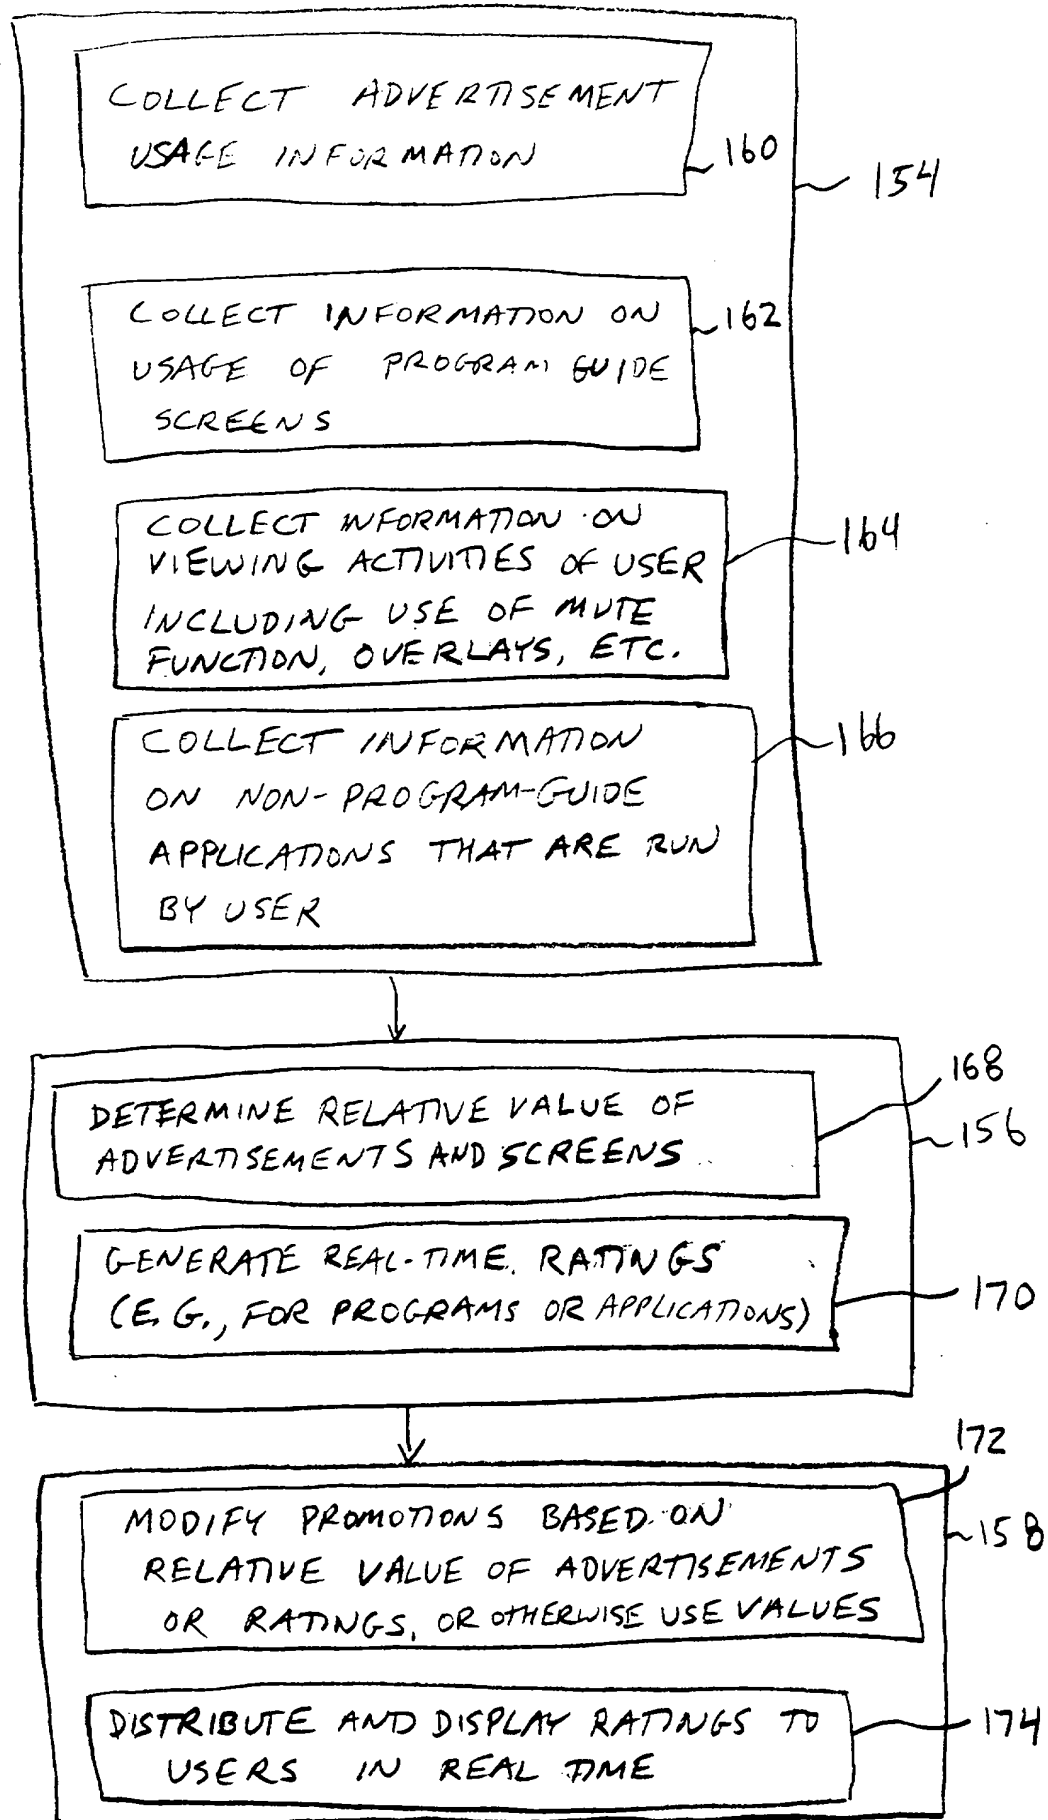 COLLECT ADVERTISEMENT
USAGE INFORMATION
160
154
COLLECT INFORMATION ON
USAGE OF PROGRAM GUIDE
SCREENS
162
COLLECT INFORMATION ON
VIEWING ACTIVITIES OF USER
INCLUDING USE OF MUTE
FUNCTION, OVERLAYS, ETC.
164
COLLECT INFORMATION
ON NON-PROGRAM-GUIDE
APPLICATIONS THAT ARE RUN
BY USER
166
DETERMINE RELATIVE VALUE OF
ADVERTISEMENTS AND SCREENS
168
156
GENERATE REAL-TIME RATINGS
(E.G., FOR PROGRAMS OR APPLICATIONS)
170
MODIFY PROMOTIONS BASED ON
RELATIVE VALUE OF ADVERTISEMENTS
OR RATINGS, OR OTHERWISE USE VALUES
172
158
DISTRIBUTE AND DISPLAY RATINGS TO
USERS IN REAL TIME
174